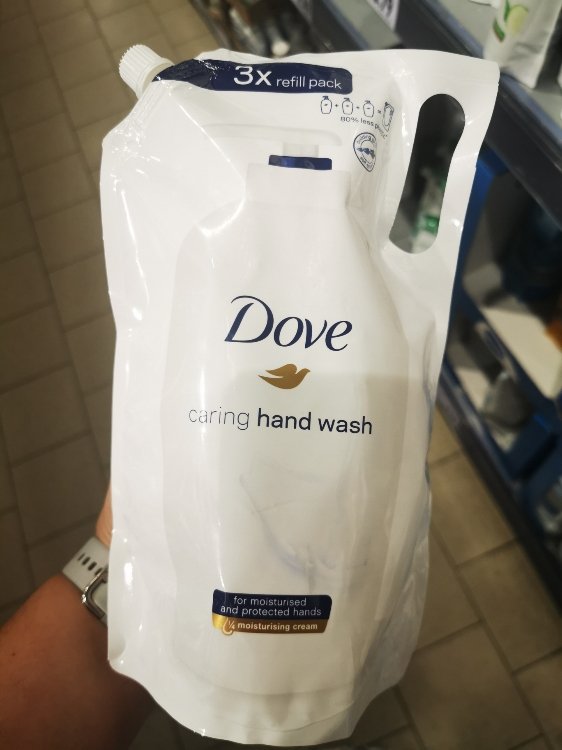 3x refill pack
80% less
Dove
caring hand wash
for moisturised
and protected hands
¼ moisturising cream